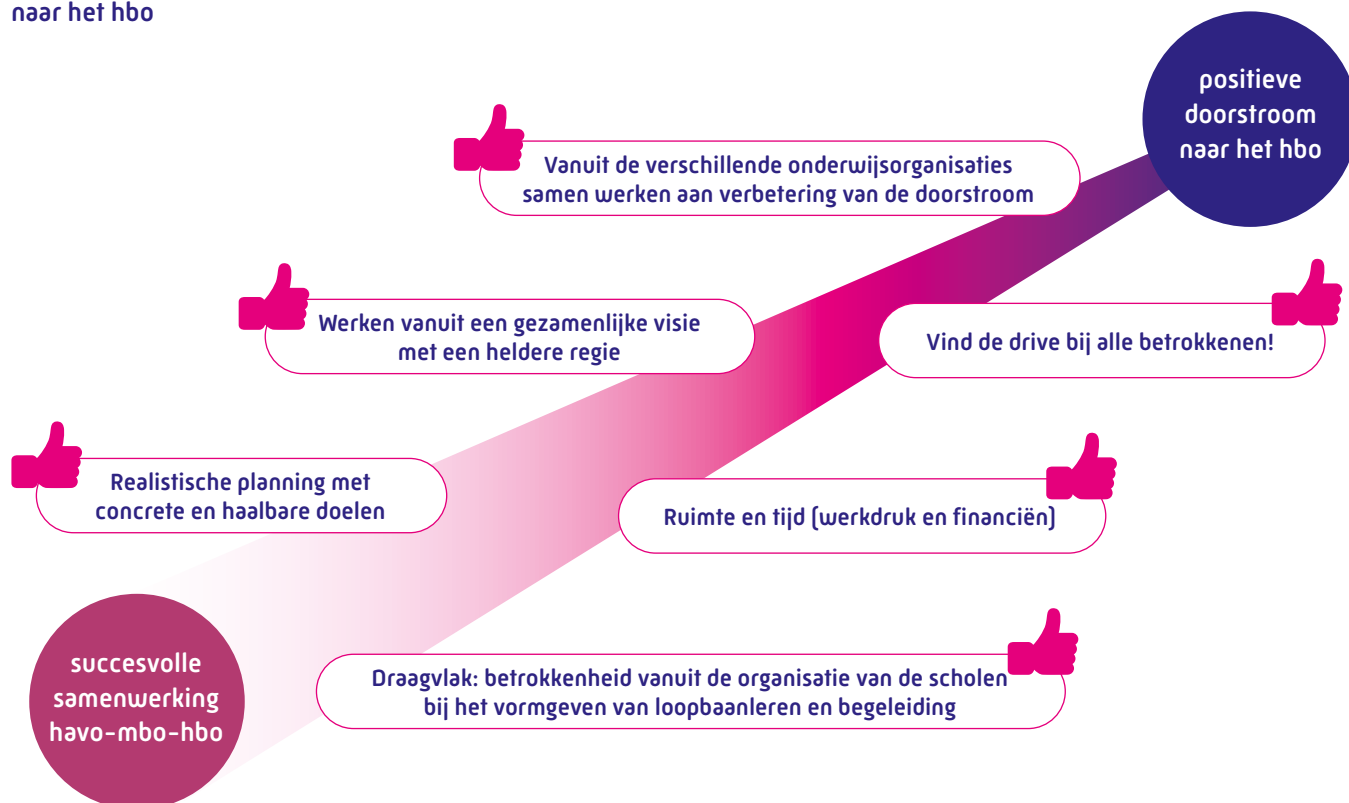 naar het hbo
positieve
doorstroom
naar het hbo
Vanuit de verschillende onderwijsorganisaties
samen werken aan verbetering van de doorstroom
Werken vanuit een gezamenlijke visie
met een heldere regie
Vind de drive bij alle betrokkenen!
Realistische planning met
concrete en haalbare doelen
Ruimte en tijd (werkdruk en financiën)
Draagvlak: betrokkenheid vanuit de organisatie van de scholen
bij het vormgeven van loopbaanleren en begeleiding
succesvolle
samenwerking
havo-mbo-hbo